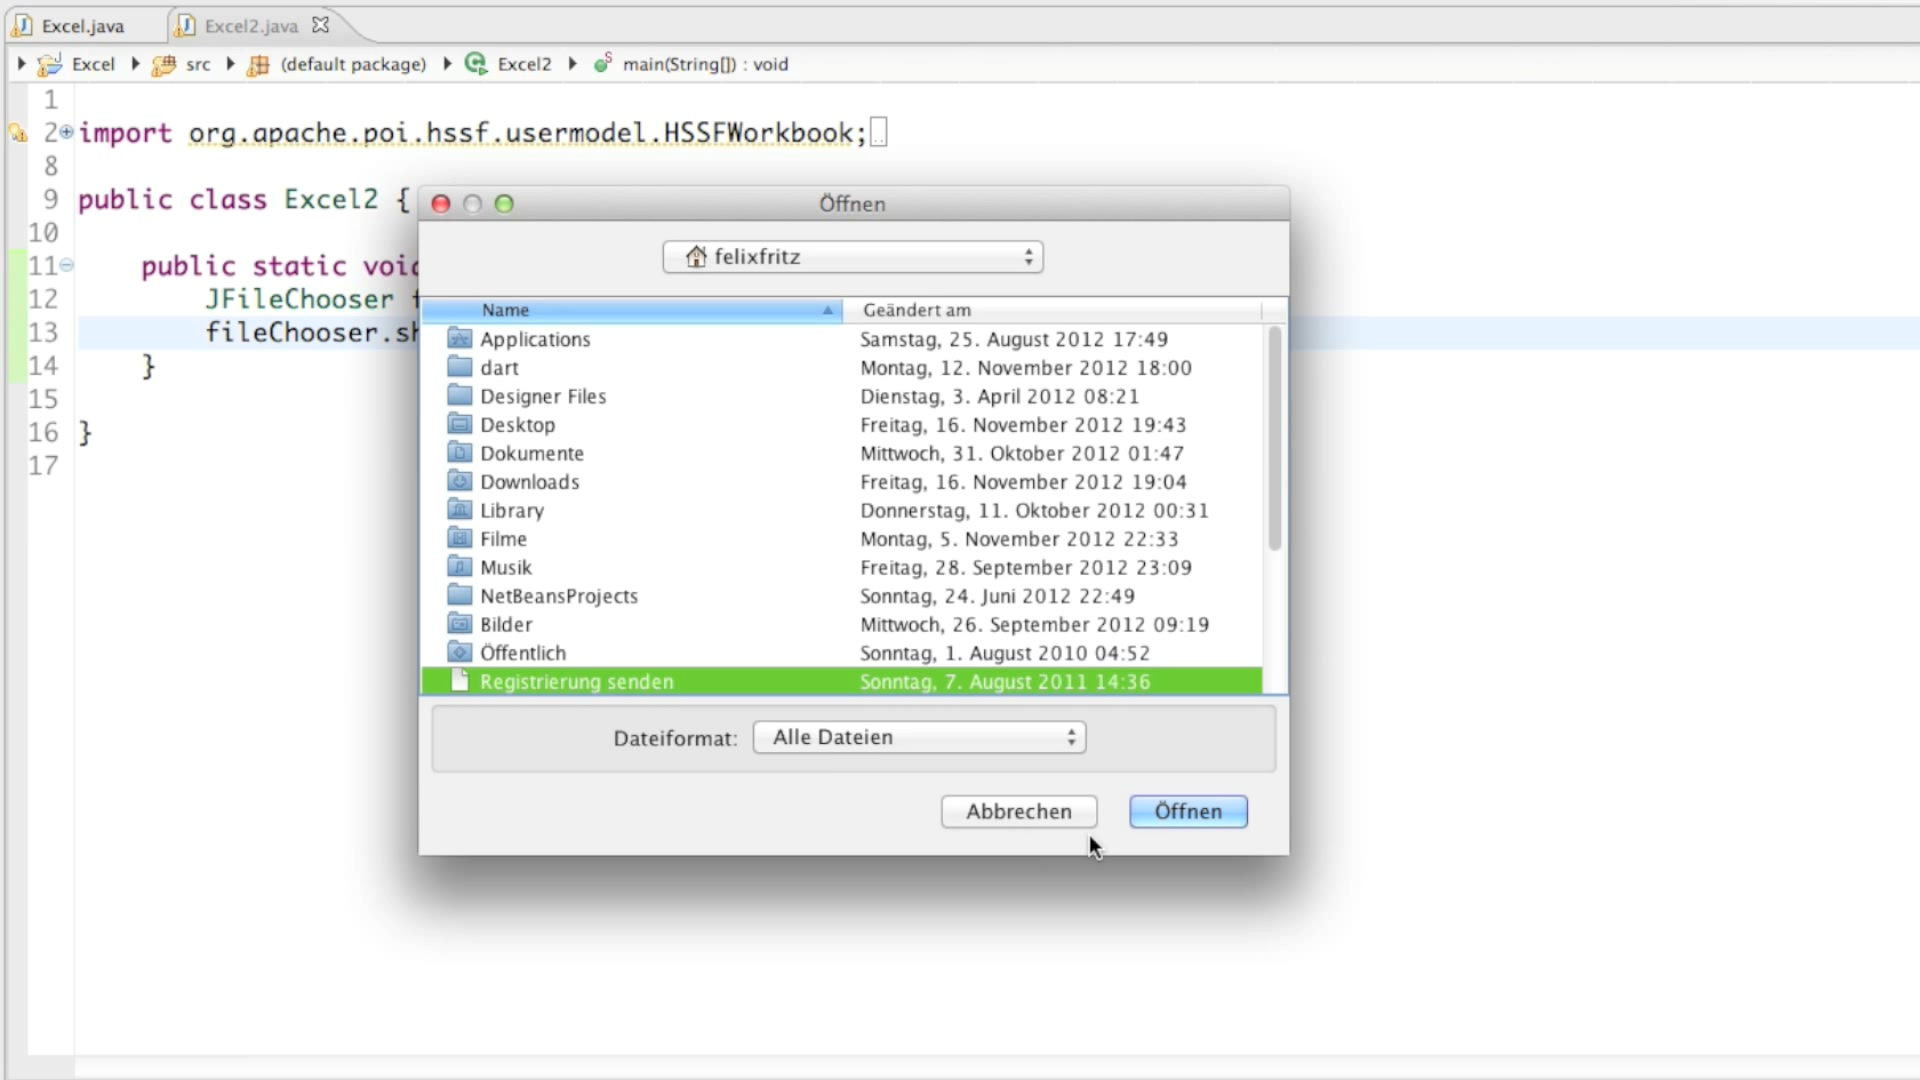 Excel.java
Excel2.java
Excel src (default package) Excel2 main(String[]) : void
1
2 import org.apache.poi.hssf.usermodel.HSSFWorkbook;
8
9 public class Excel2 {
10
11 public static void
12 JFileChooser
13 fileChooser.sh
14 }
15
16 }
17
Öffnen
felixfritz
Name Geändert am
Applications Samstag, 25. August 2012 17:49
dart Montag, 12. November 2012 18:00
Designer Files Dienstag, 3. April 2012 08:21
Desktop Freitag, 16. November 2012 19:43
Dokumente Mittwoch, 31. Oktober 2012 01:47
Downloads Freitag, 16. November 2012 19:04
Library Donnerstag, 11. Oktober 2012 00:31
Filme Montag, 5. November 2012 22:33
Musik Freitag, 28. September 2012 23:09
NetBeansProjects Sonntag, 24. Juni 2012 22:49
Bilder Mittwoch, 26. September 2012 09:19
Öffentlich Sonntag, 1. August 2010 04:52
Registrierung senden Sonntag, 7. August 2011 14:36
Dateiformat: Alle Dateien
Abbrechen Öffnen